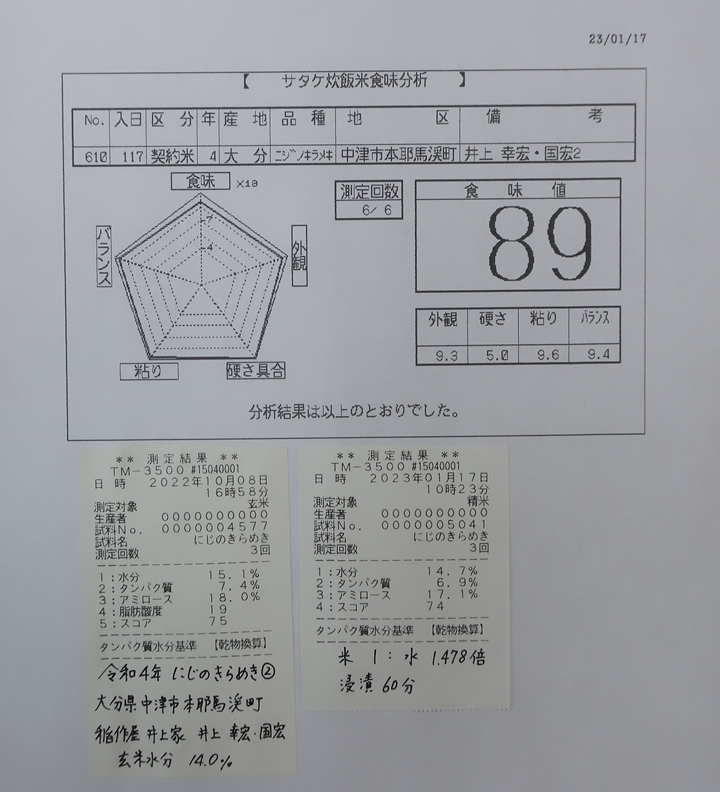 23/01/17
【 サタケ炊飯米食味分析 】
No. 入日 区分 年 産地 品種 地区 備考
610 117 契約米 4 大分 ニジノキラメキ 中津市本耶馬渓町 井上 幸宏・国宏2
食味 ×10
バランス
外観
粘り
硬さ具合
7
4
測定回数
6/ 6
食味値
89
外観 硬さ 粘り バランス
9.3 5.0 9.6 9.4
分析結果は以上のとおりでした。
** 測定結果 **
TM-3500 #15040001
日 時 2022年10月08日
16時58分
測定対象 玄米
生産者 0000000000
試料No. 0000004577
試料名 にじのきらめき
測定回数 3回
1:水分 15.1%
2:タンパク質 7.4%
3:アミロース 18.0%
4:脂肪酸度 19
5:スコア 75
タンパク質水分基準 【乾物換算】
令和4年 にじのきらめき②
大分県中津市本耶馬渓町
稲作屋 井上家 井上 幸宏・国宏
玄米水分 14.0%
** 測定結果 **
TM-3500 #15040001
日 時 2023年01月17日
10時23分
測定対象 精米
生産者 0000000000
試料No. 0000005041
試料名 にじのきらめき
測定回数 3回
1:水分 14.7%
2:タンパク質 6.9%
3:アミロース 17.1%
4:スコア 74
タンパク質水分基準 【乾物換算】
米 1:水 1.478倍
浸漬 60分